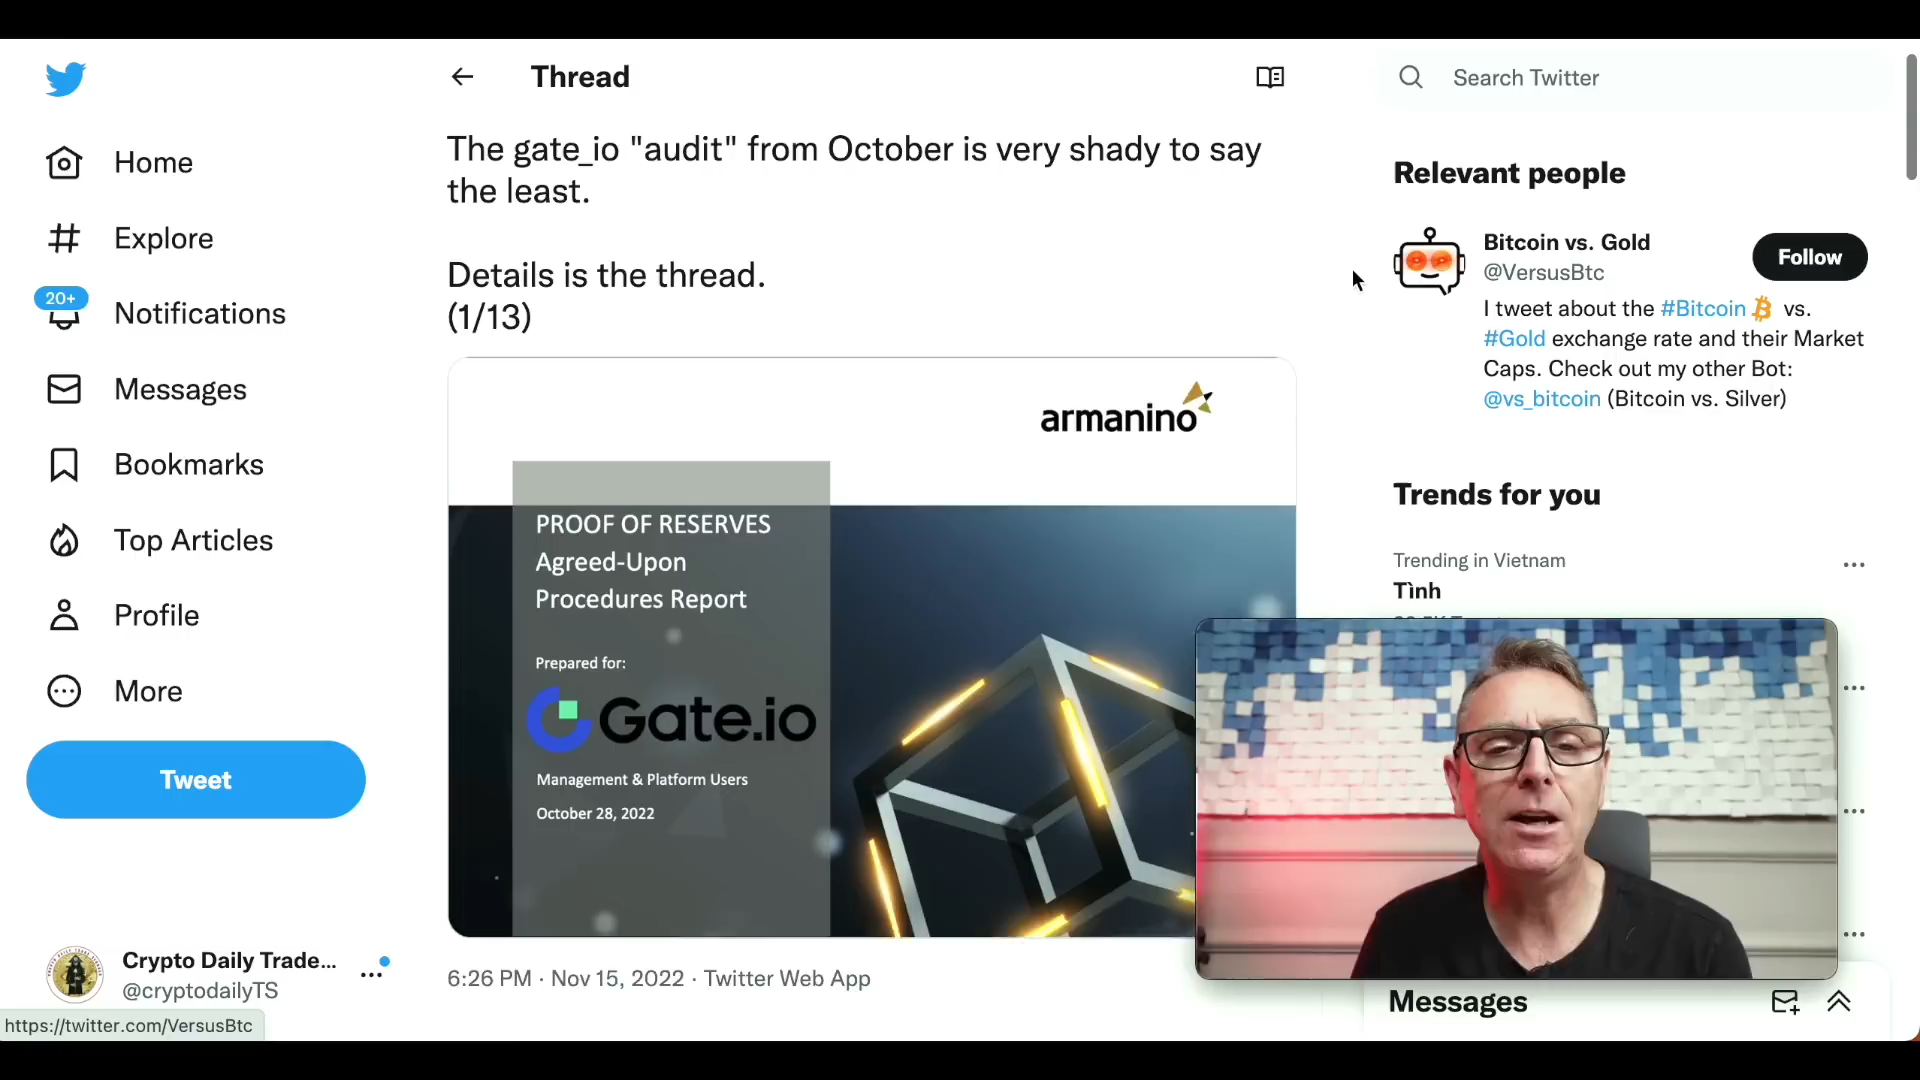 Thread
Search Twitter
Home
Explore
20+
Notifications
Messages
Bookmarks
Top Articles
Profile
More
Tweet
Crypto Daily Trade...
@cryptodailyTS
https://twitter.com/VersusBtc
The gate_io "audit" from October is very shady to say
the least.
Details is the thread.
(1/13)
armanino
PROOF OF RESERVES
Agreed-Upon
Procedures Report
Prepared for:
Gate.io
Management & Platform Users
October 28, 2022
6:26 PM · Nov 15, 2022 · Twitter Web App
Relevant people
Bitcoin vs. Gold
@VersusBtc
Follow
I tweet about the #Bitcoin vs.
#Gold exchange rate and their Market
Caps. Check out my other Bot:
@vs_bitcoin (Bitcoin vs. Silver)
Trends for you
Trending in Vietnam
Tình
Messages